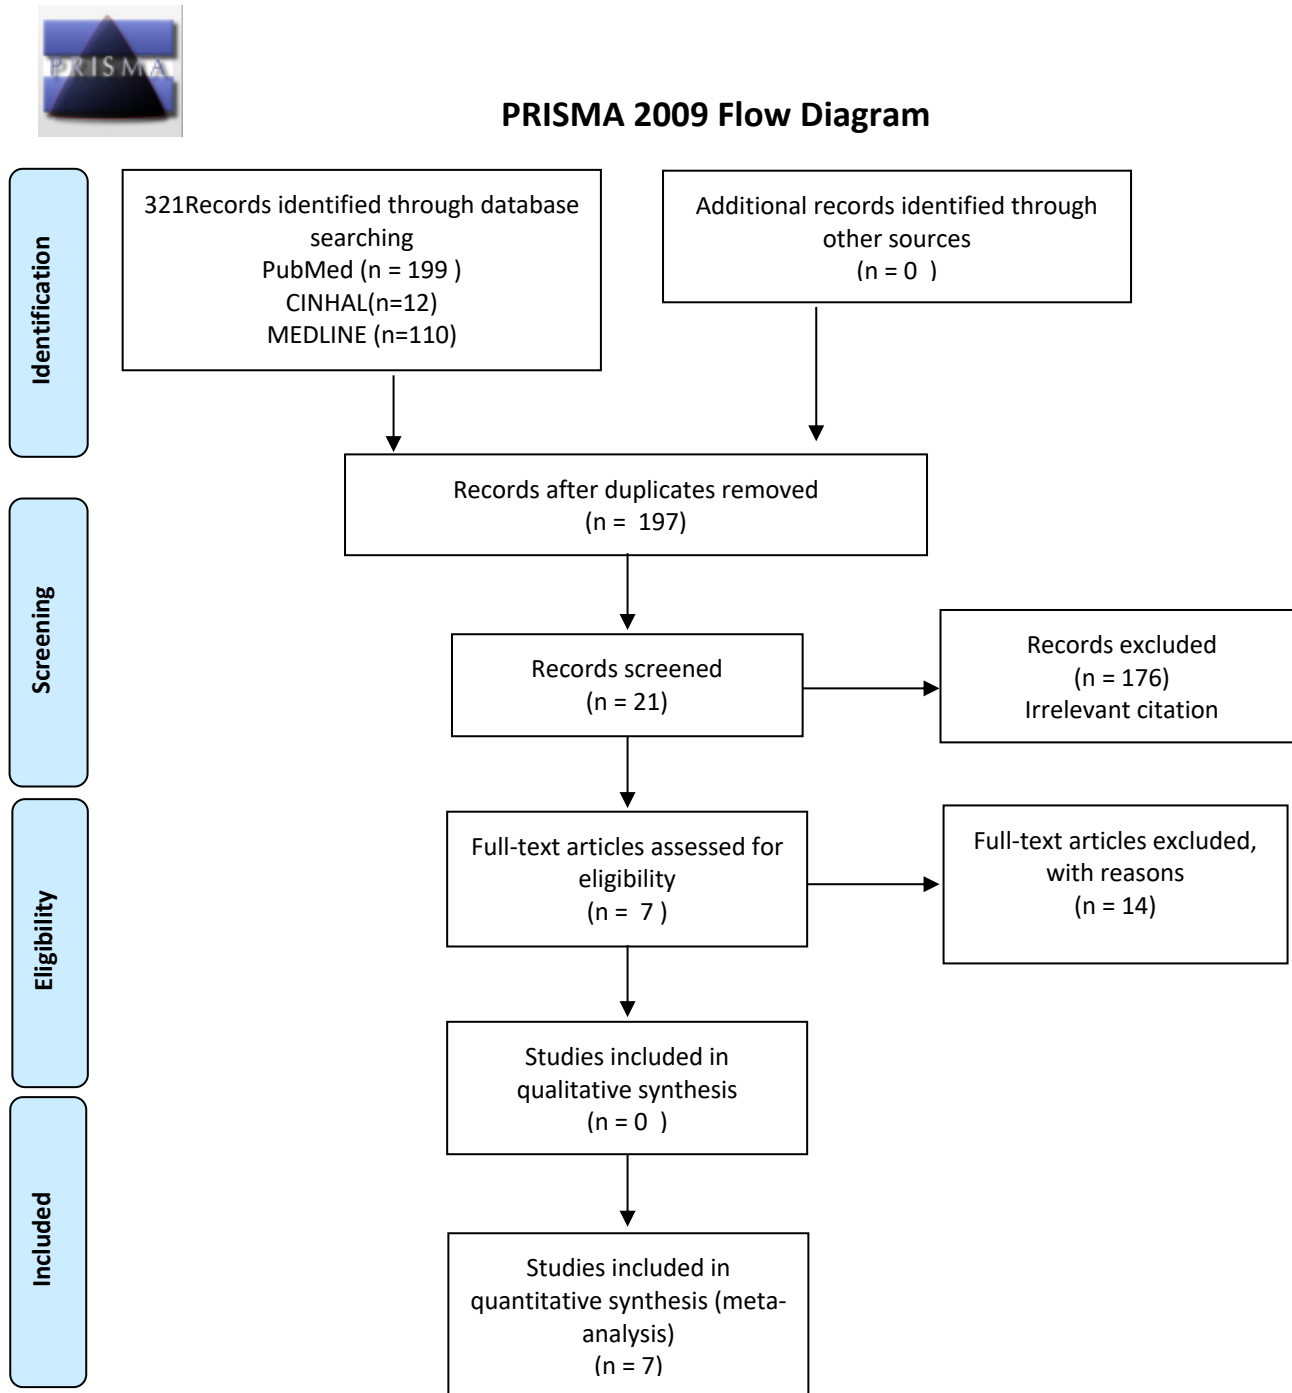 PRISMA
PRISMA 2009 Flow Diagram
Identification
321Records identified through database
searching
PubMed (n = 199 )
CINHAL(n=12)
MEDLINE (n=110)
Additional records identified through
other sources
(n = 0 )
Records after duplicates removed
(n = 197)
Screening
Records screened
(n = 21)
Records excluded
(n = 176)
Irrelevant citation
Eligibility
Full-text articles assessed for
eligibility
(n = 7 )
Full-text articles excluded,
with reasons
(n = 14)
Studies included in
qualitative synthesis
(n = 0 )
Included
Studies included in
quantitative synthesis (meta-
analysis)
(n = 7)